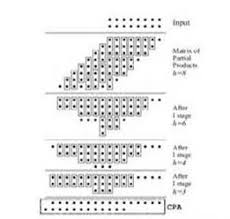 Input
Matrix of
Partial
Products
h=8
After
1 stage
h=6
After
1 stage
h=4
After
1 stage
h=3
CPA